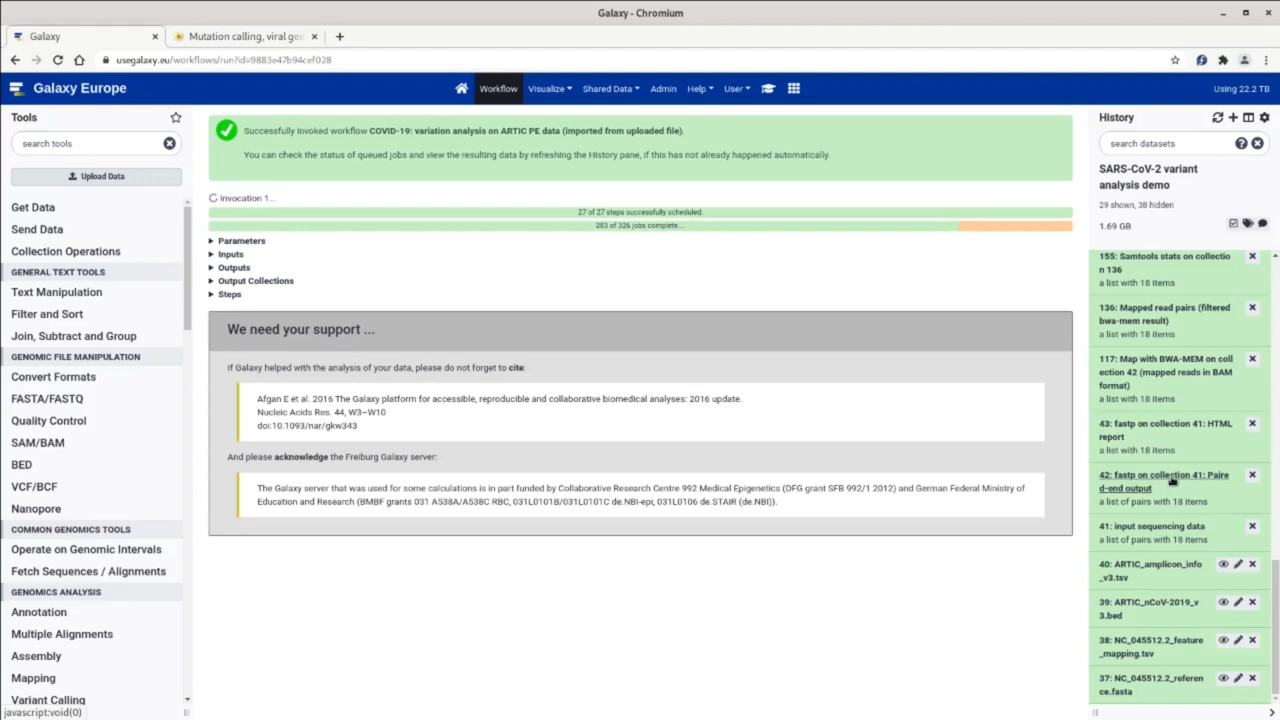 Galaxy - Chromium
Galaxy
Mutation calling, viral gen
usegalaxy.eu/workflows/run?id=9883e47b94cef028
Galaxy Europe
Workflow
Visualize
Shared Data
Admin
Help
User
Using 22.2 TB
Tools
search tools
Upload Data
Get Data
Send Data
Collection Operations
GENERAL TEXT TOOLS
Text Manipulation
Filter and Sort
Join, Subtract and Group
GENOMIC FILE MANIPULATION
Convert Formats
FASTA/FASTQ
Quality Control
SAM/BAM
BED
VCF/BCF
Nanopore
COMMON GENOMICS TOOLS
Operate on Genomic Intervals
Fetch Sequences / Alignments
GENOMICS ANALYSIS
Annotation
Multiple Alignments
Assembly
Mapping
Variant Calling
javascript:void(0)
Successfully invoked workflow COVID-19: variation analysis on ARTIC PE data (imported from uploaded file).
You can check the status of queued jobs and view the resulting data by refreshing the History pane, if this has not already happened automatically.
Invocation 1...
27 of 27 steps successfully scheduled.
283 of 326 jobs complete...
Parameters
Inputs
Outputs
Output Collections
Steps
We need your support ...
If Galaxy helped with the analysis of your data, please do not forget to cite:
Afgan E et al. 2016 The Galaxy platform for accessible, reproducible and collaborative biomedical analyses: 2016 update.
Nucleic Acids Res. 44, W3–W10
doi:10.1093/nar/gkw343
And please acknowledge the Freiburg Galaxy server:
The Galaxy server that was used for some calculations is in part funded by Collaborative Research Centre 992 Medical Epigenetics (DFG grant SFB 992/1 2012) and German Federal Ministry of
Education and Research (BMBF grants 031 A538A/A538C RBC, 031L0101B/031L0101C de.NBI-epi, 031L0106 de.STAIR (de.NBI)).
History
search datasets
SARS-CoV-2 variant
analysis demo
29 shown, 38 hidden
1.69 GB
155: Samtools stats on collectio
n 136
a list with 18 items
136: Mapped read pairs (filtered
bwa-mem result)
a list with 18 items
117: Map with BWA-MEM on coll
ection 42 (mapped reads in BAM
format)
a list with 18 items
43: fastp on collection 41: HTML
report
a list with 18 items
42: fastp on collection 41: Paire
d-end output
a list of pairs with 18 items
41: input sequencing data
a list of pairs with 18 items
40: ARTIC_amplicon_info
_v3.tsv
39: ARTIC_nCoV-2019_v
3.bed
38: NC_045512.2_feature
_mapping.tsv
37: NC_045512.2_referen
ce.fasta